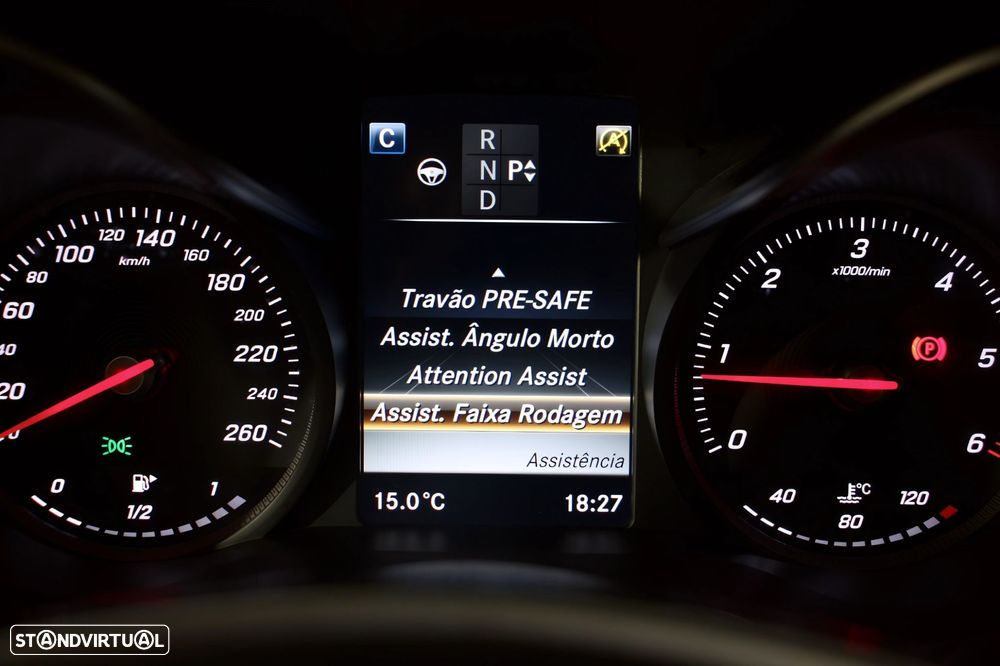 C
R
N P
D
Travão PRE-SAFE
Assist. Ângulo Morto
Attention Assist
Assist. Faixa Rodagem
Assistência
15.0°C 18:27
20
40
60
80
100
120
140
160
180
200
220
240
260
km/h
0 1/2 1
0
1
2
3
4
5
6
x1000/min
P
40 80 120
°C
STANDVIRTUAL